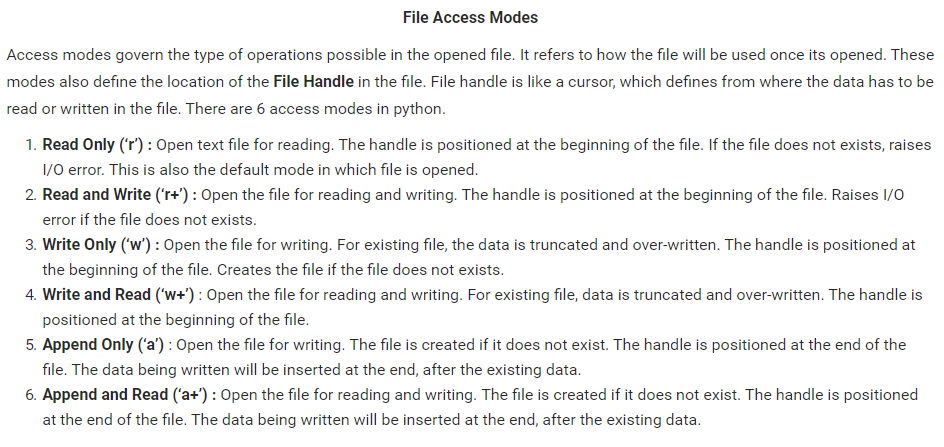 File Access Modes
Access modes govern the type of operations possible in the opened file. It refers to how the file will be used once its opened. These
modes also define the location of the File Handle in the file. File handle is like a cursor, which defines from where the data has to be
read or written in the file. There are 6 access modes in python.
1. Read Only (‘r’) : Open text file for reading. The handle is positioned at the beginning of the file. If the file does not exists, raises
I/O error. This is also the default mode in which file is opened.
2. Read and Write (‘r+’) : Open the file for reading and writing. The handle is positioned at the beginning of the file. Raises I/O
error if the file does not exists.
3. Write Only (‘w’) : Open the file for writing. For existing file, the data is truncated and over-written. The handle is positioned at
the beginning of the file. Creates the file if the file does not exists.
4. Write and Read (‘w+’) : Open the file for reading and writing. For existing file, data is truncated and over-written. The handle is
positioned at the beginning of the file.
5. Append Only (‘a’) : Open the file for writing. The file is created if it does not exist. The handle is positioned at the end of the
file. The data being written will be inserted at the end, after the existing data.
6. Append and Read (‘a+’) : Open the file for reading and writing. The file is created if it does not exist. The handle is positioned
at the end of the file. The data being written will be inserted at the end, after the existing data.